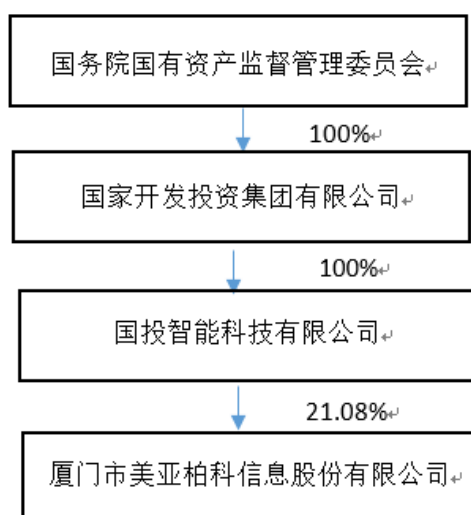 国务院国有资产监督管理委员会
100%
国家开发投资集团有限公司
100%
国投智能科技有限公司
21.08%
厦门市美亚柏科信息股份有限公司